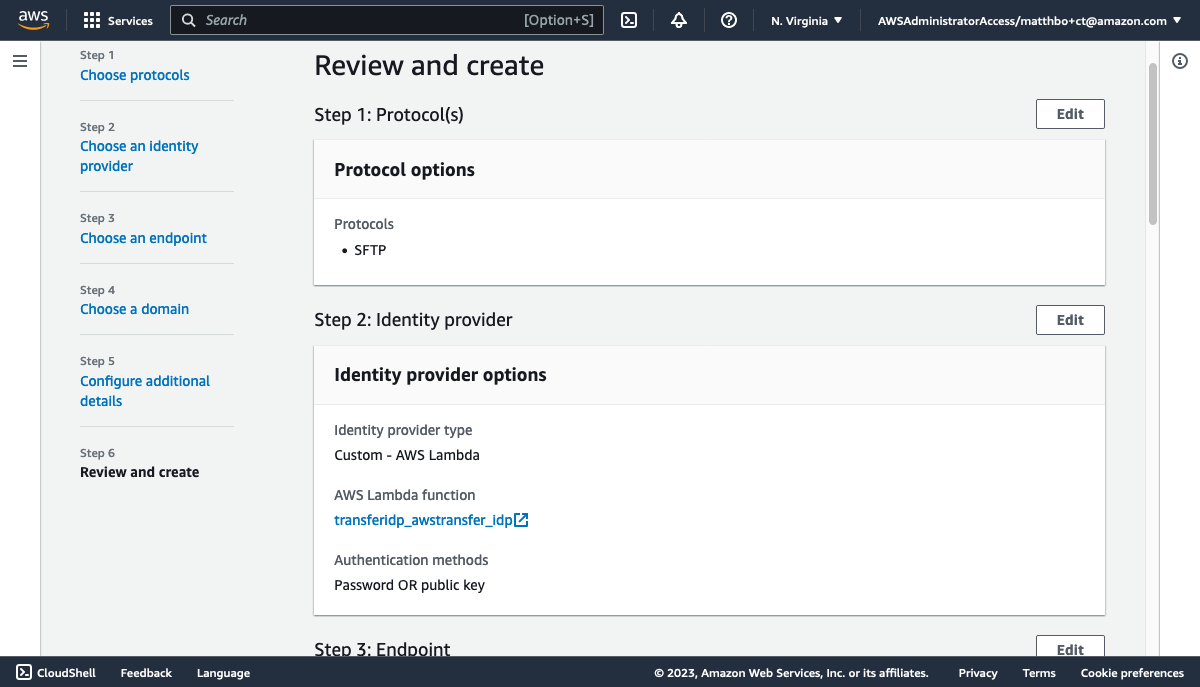 aws
Services
Search
[Option+S]
N. Virginia
AWSAdministratorAccess/matthbo+ct@amazon.com
Step 1
Choose protocols
Step 2
Choose an identity
provider
Step 3
Choose an endpoint
Step 4
Choose a domain
Step 5
Configure additional
details
Step 6
Review and create
Review and create
Step 1: Protocol(s)
Edit
Protocol options
Protocols
• SFTP
Step 2: Identity provider
Edit
Identity provider options
Identity provider type
Custom - AWS Lambda
AWS Lambda function
transferidp_awstransfer_idp
Authentication methods
Password OR public key
Step 3: Endpoint
Edit
CloudShell
Feedback
Language
© 2023, Amazon Web Services, Inc. or its affiliates.
Privacy
Terms
Cookie preferences